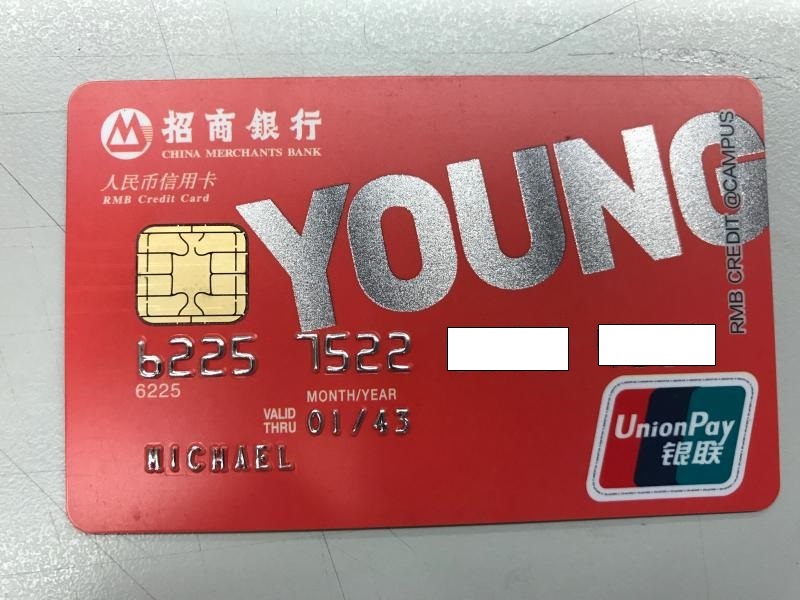 招商銀行
CHINA MERCHANTS BANK
人民币信用卡
RMB Credit Card
YOUNG
RMB CREDIT @CAMPUS
6225 7522
6225
MONTH/YEAR
VALID THRU 01/43
MICHAEL
UnionPay
银联